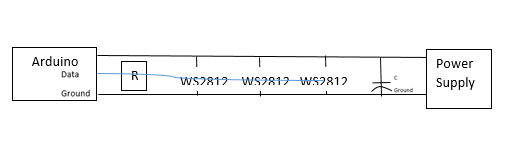 Arduino
Data
Ground
R
WS2812 WS2812 WS2812
C
Ground
Power
Supply